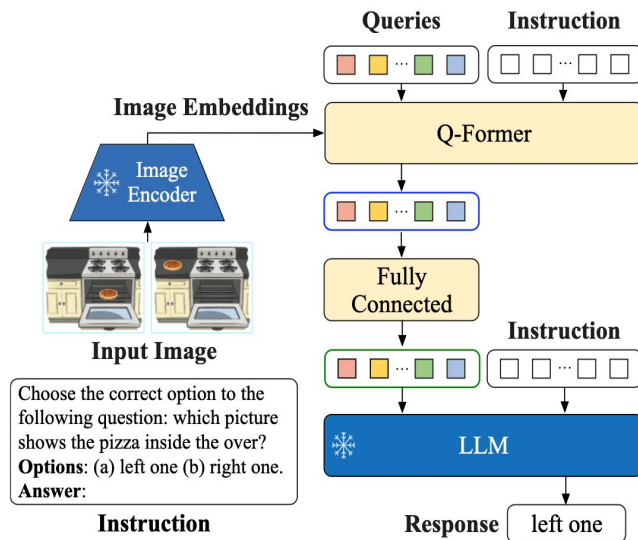 Queries
Instruction
...
Image Embeddings
Q-Former
Image
Encoder
...
Fully
Connected
Input Image
Instruction
...
...
Choose the correct option to the
following question: which picture
shows the pizza inside the over?
Options: (a) left one (b) right one.
Answer:
Instruction
LLM
Response
left one